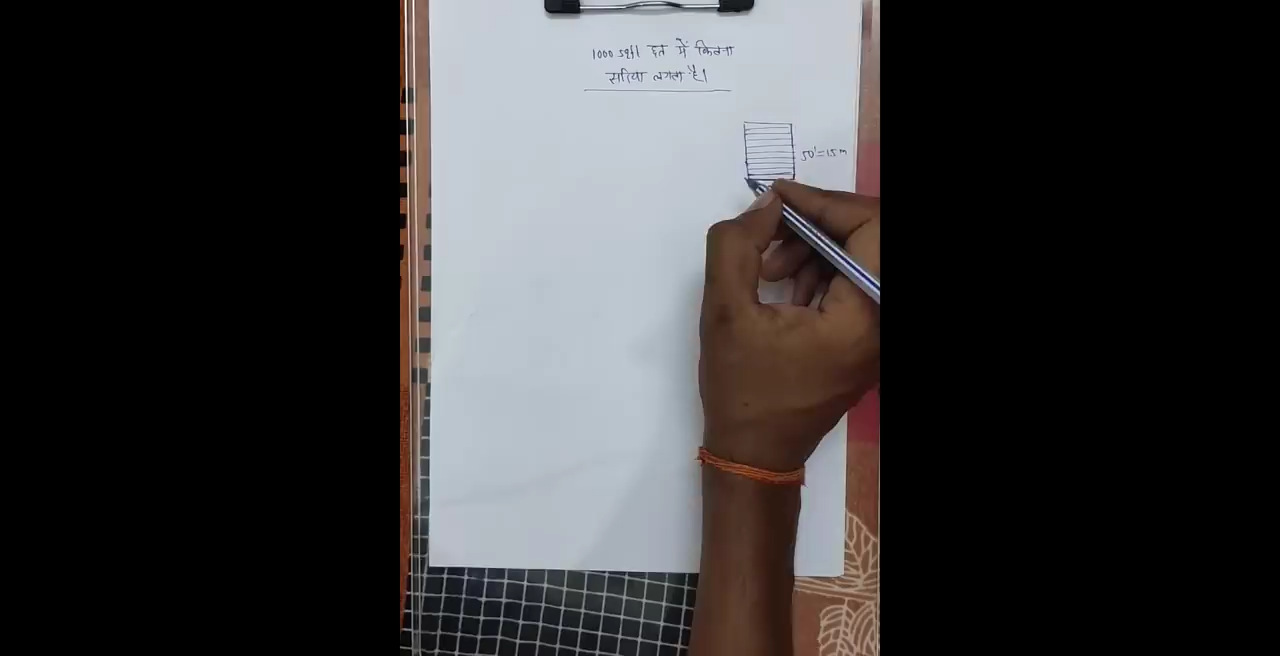 1000 sqft छत में कितना
सरिया लगता है।
50'=15m